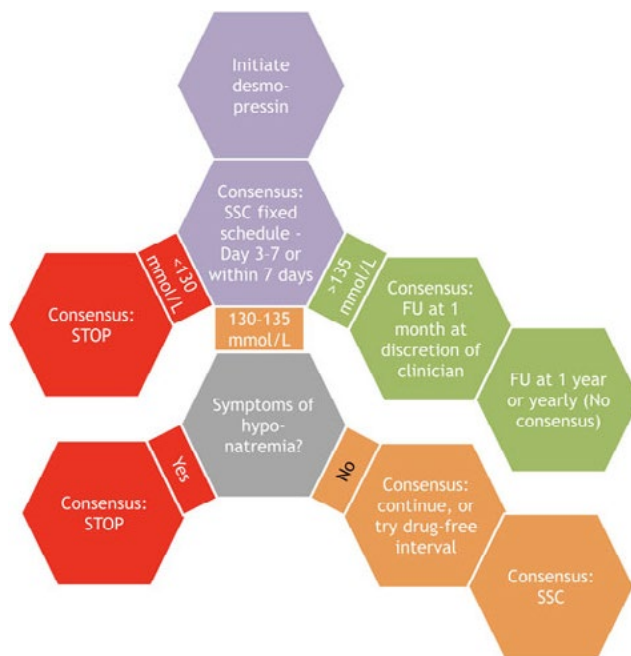 Initiate
desmo-
pressin
Consensus:
SSC fixed
schedule -
Day 3-7 or
within 7 days
<130
mmol/L
>135
mmol/L
130-135
mmol/L
Consensus:
STOP
Consensus:
FU at 1
month at
discretion of
clinician
FU at 1 year
or yearly (No
consensus)
Symptoms of
hypo-
natremia?
Yes
No
Consensus:
STOP
Consensus:
continue, or
try drug-free
interval
Consensus:
SSC